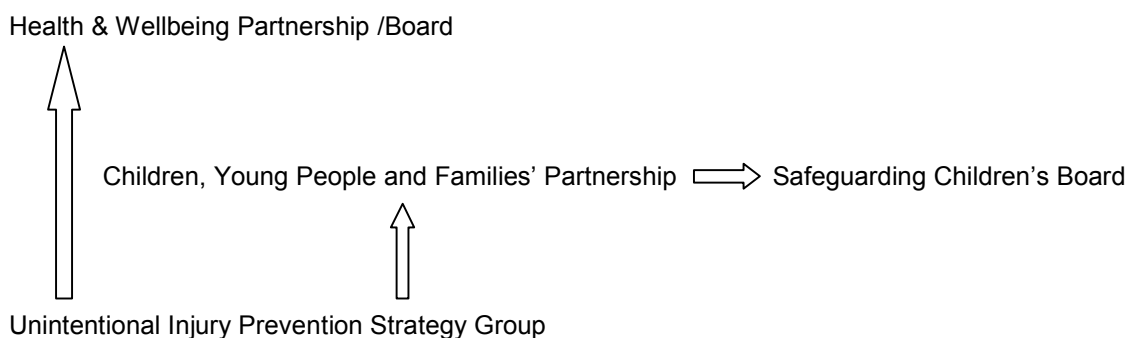 Health & Wellbeing Partnership /Board
Children, Young People and Families’ Partnership
Safeguarding Children’s Board
Unintentional Injury Prevention Strategy Group